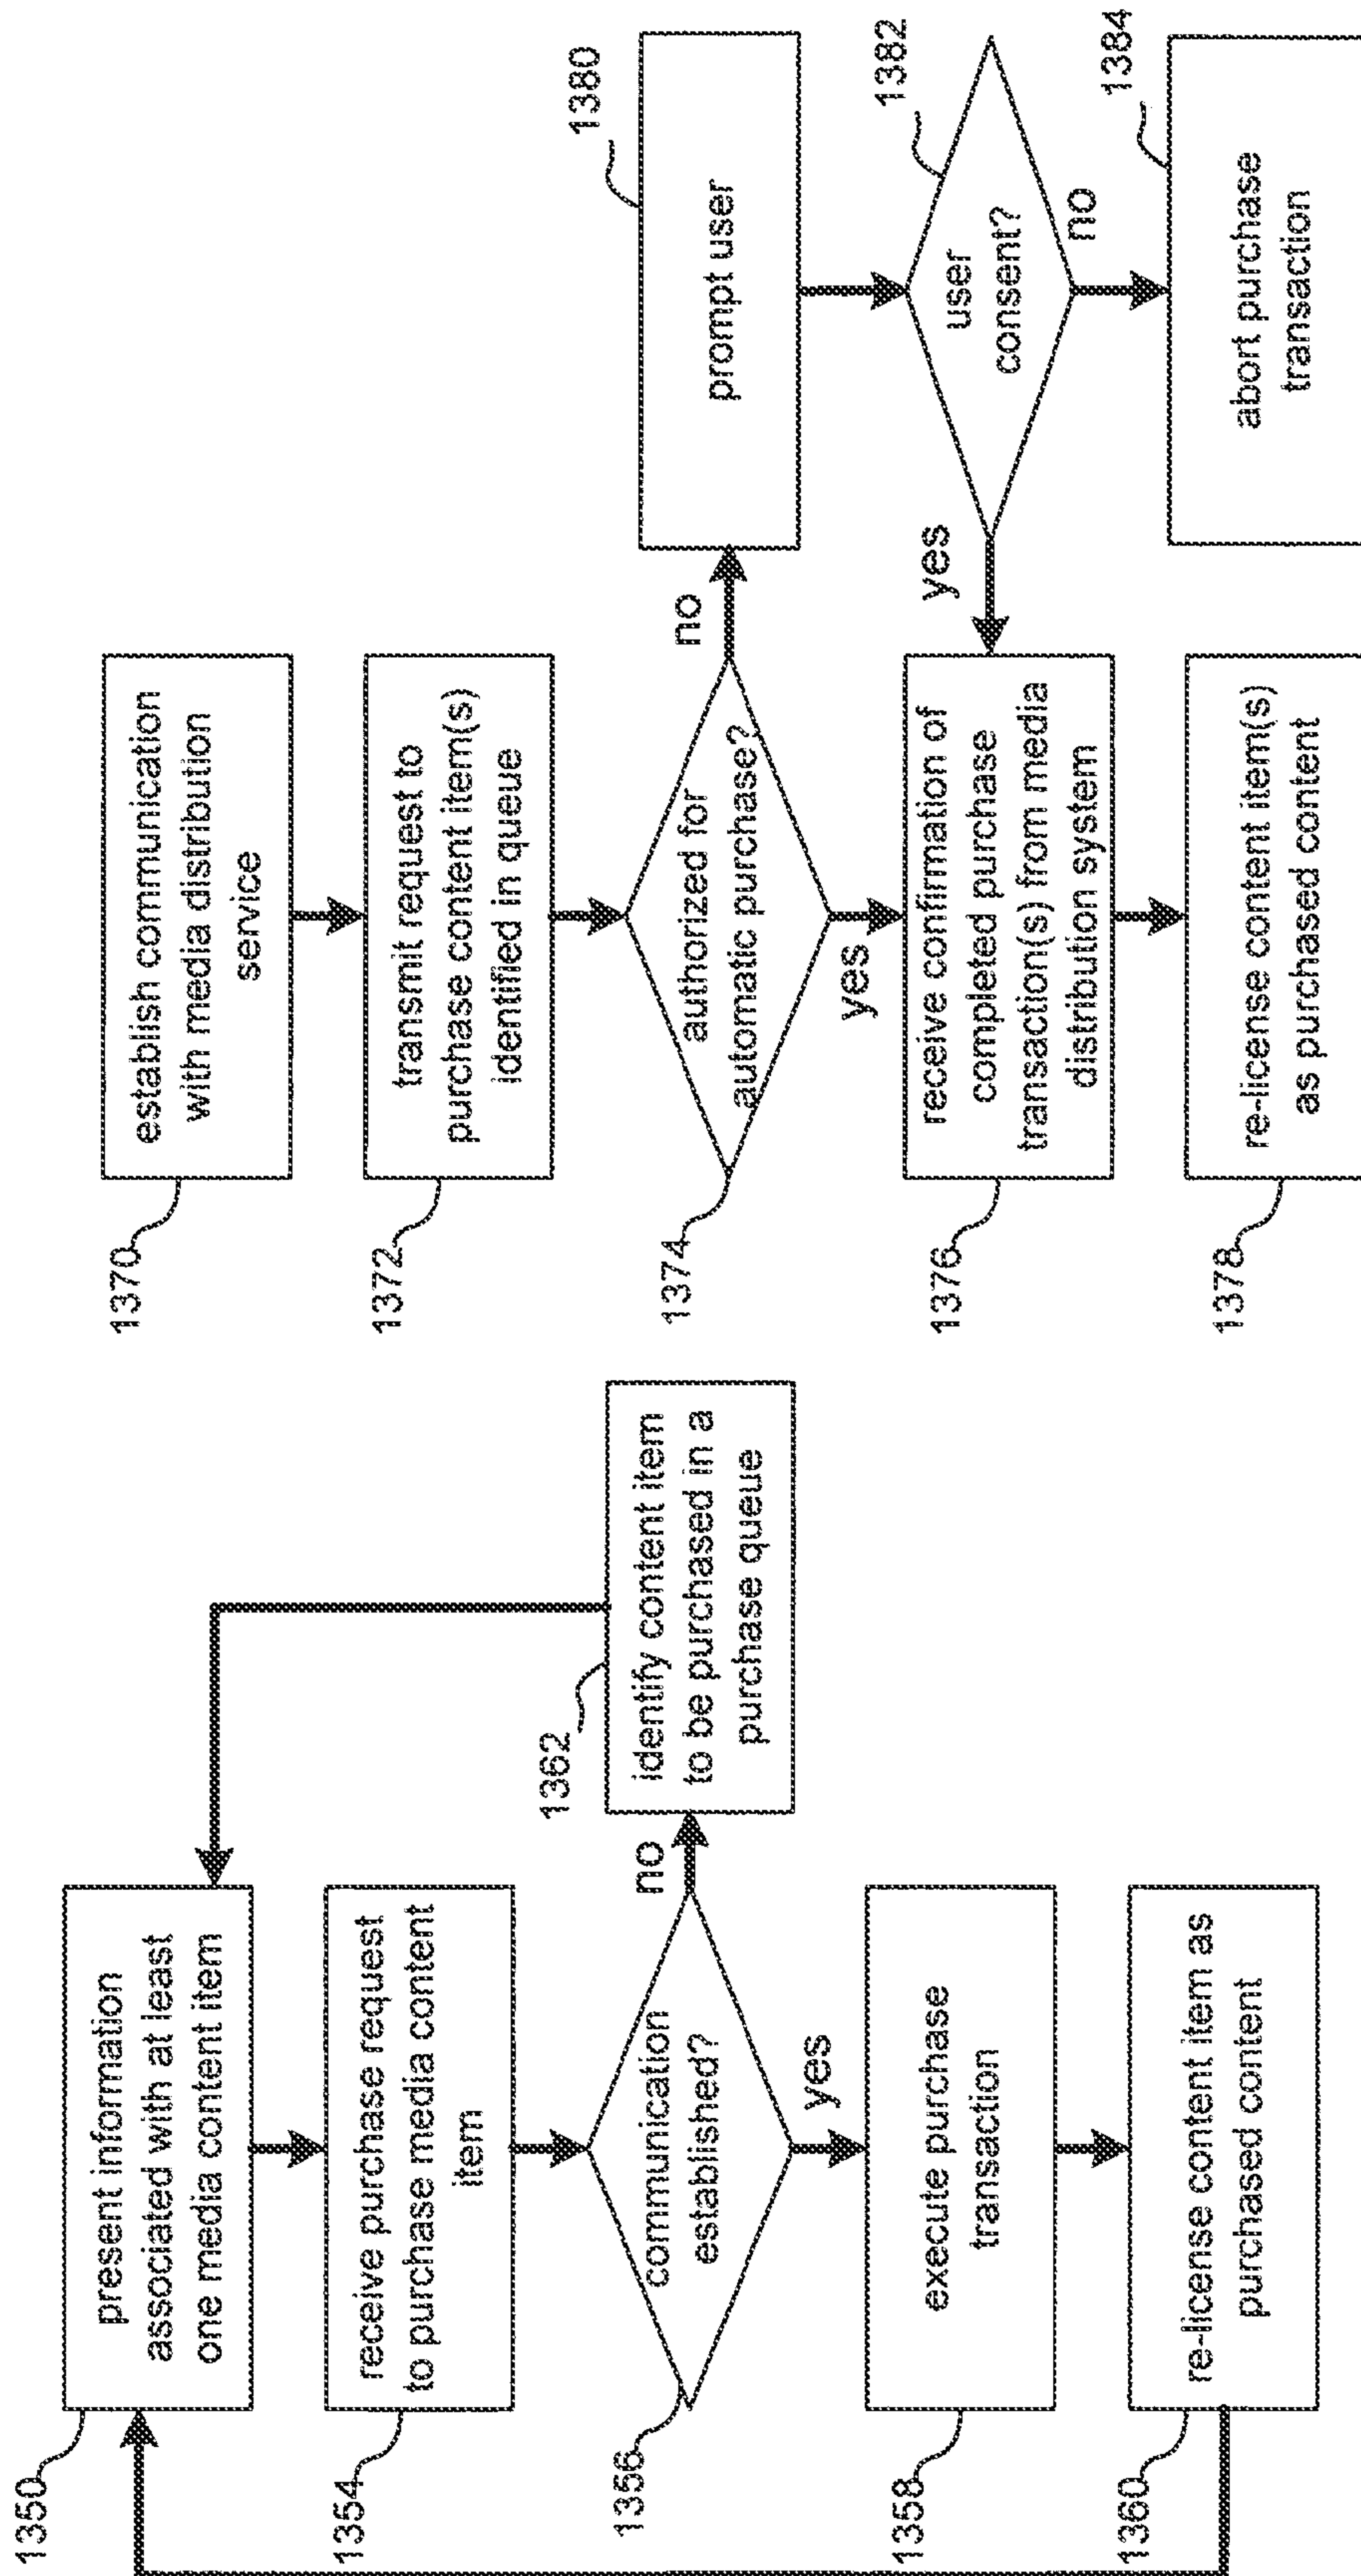 1350
present information
associated with at least
one media content item
1354
receive purchase request
to purchase media content
item
1356
communication
established?
no
yes
1362
identify content item
to be purchased in a
purchase queue
1358
execute purchase
transaction
1360
re-license content item as
purchased content
1370
establish communication
with media distribution
service
1372
transmit request to
purchase content item(s)
identified in queue
1374
authorized for
automatic purchase?
no
yes
1380
prompt user
1382
user
consent?
yes
no
1384
abort purchase
transaction
1376
receive confirmation of
completed purchase
transaction(s) from media
distribution system
1378
re-license content item(s)
as purchased content